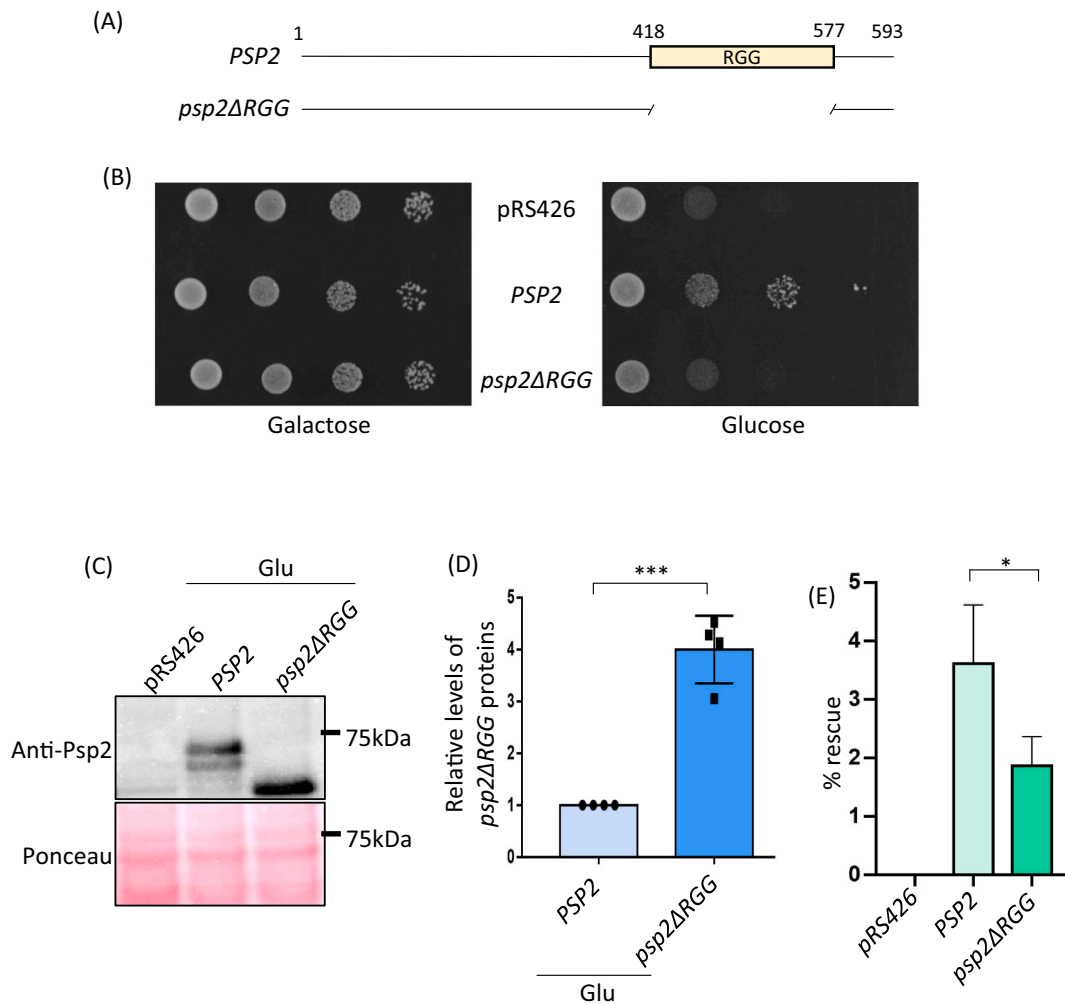 (A)
1 418 577 593
PSP2 RGG
psp2ΔRGG
(B)
pRS426
PSP2
psp2ΔRGG
Galactose Glucose
(C)
Glu
pRS426 PSP2 psp2ΔRGG
Anti-Psp2 75kDa
Ponceau 75kDa
(D)
***
Relative levels of
psp2ΔRGG proteins
5
4
3
2
1
0
PSP2 psp2ΔRGG
Glu
(E)
*
% rescue
5
4
3
2
1
0
pRS426 PSP2 psp2ΔRGG